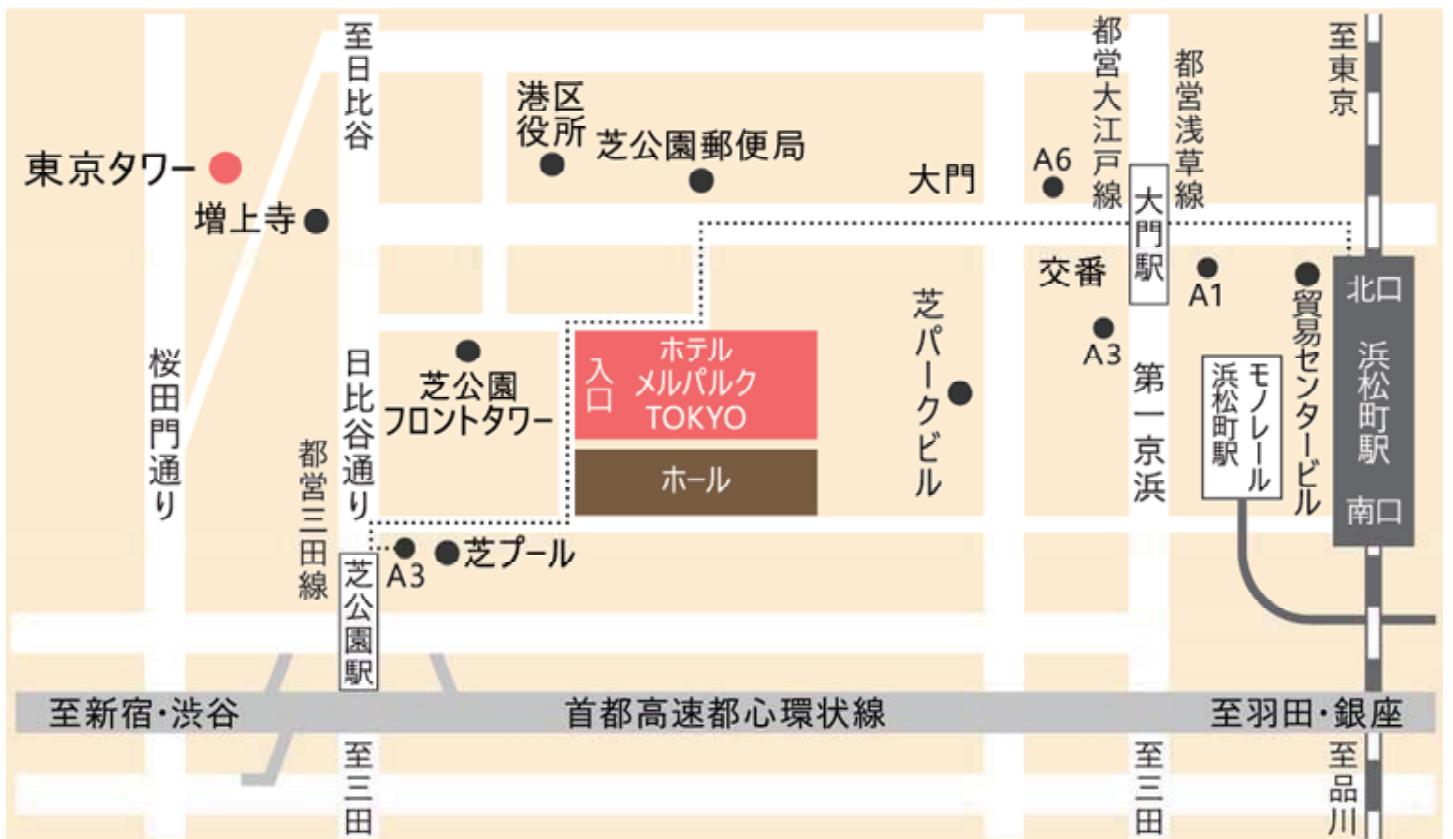 至日比谷
都営大江戸線
都営浅草線
至東京
港区
役所
芝公園郵便局
東京タワー
増上寺
大門
A6
大門駅
交番
A1
A3
貿易センタービル
北口
浜松町駅
南口
モノレール
浜松町駅
第一京浜
芝パークビル
ホテル
メルパルク
TOKYO
入口
ホール
芝公園
フロントタワー
日比谷通り
桜田門通り
都営三田線
A3
芝プール
芝公園駅
至新宿・渋谷
首都高速都心環状線
至羽田・銀座
至三田
至三田
至品川